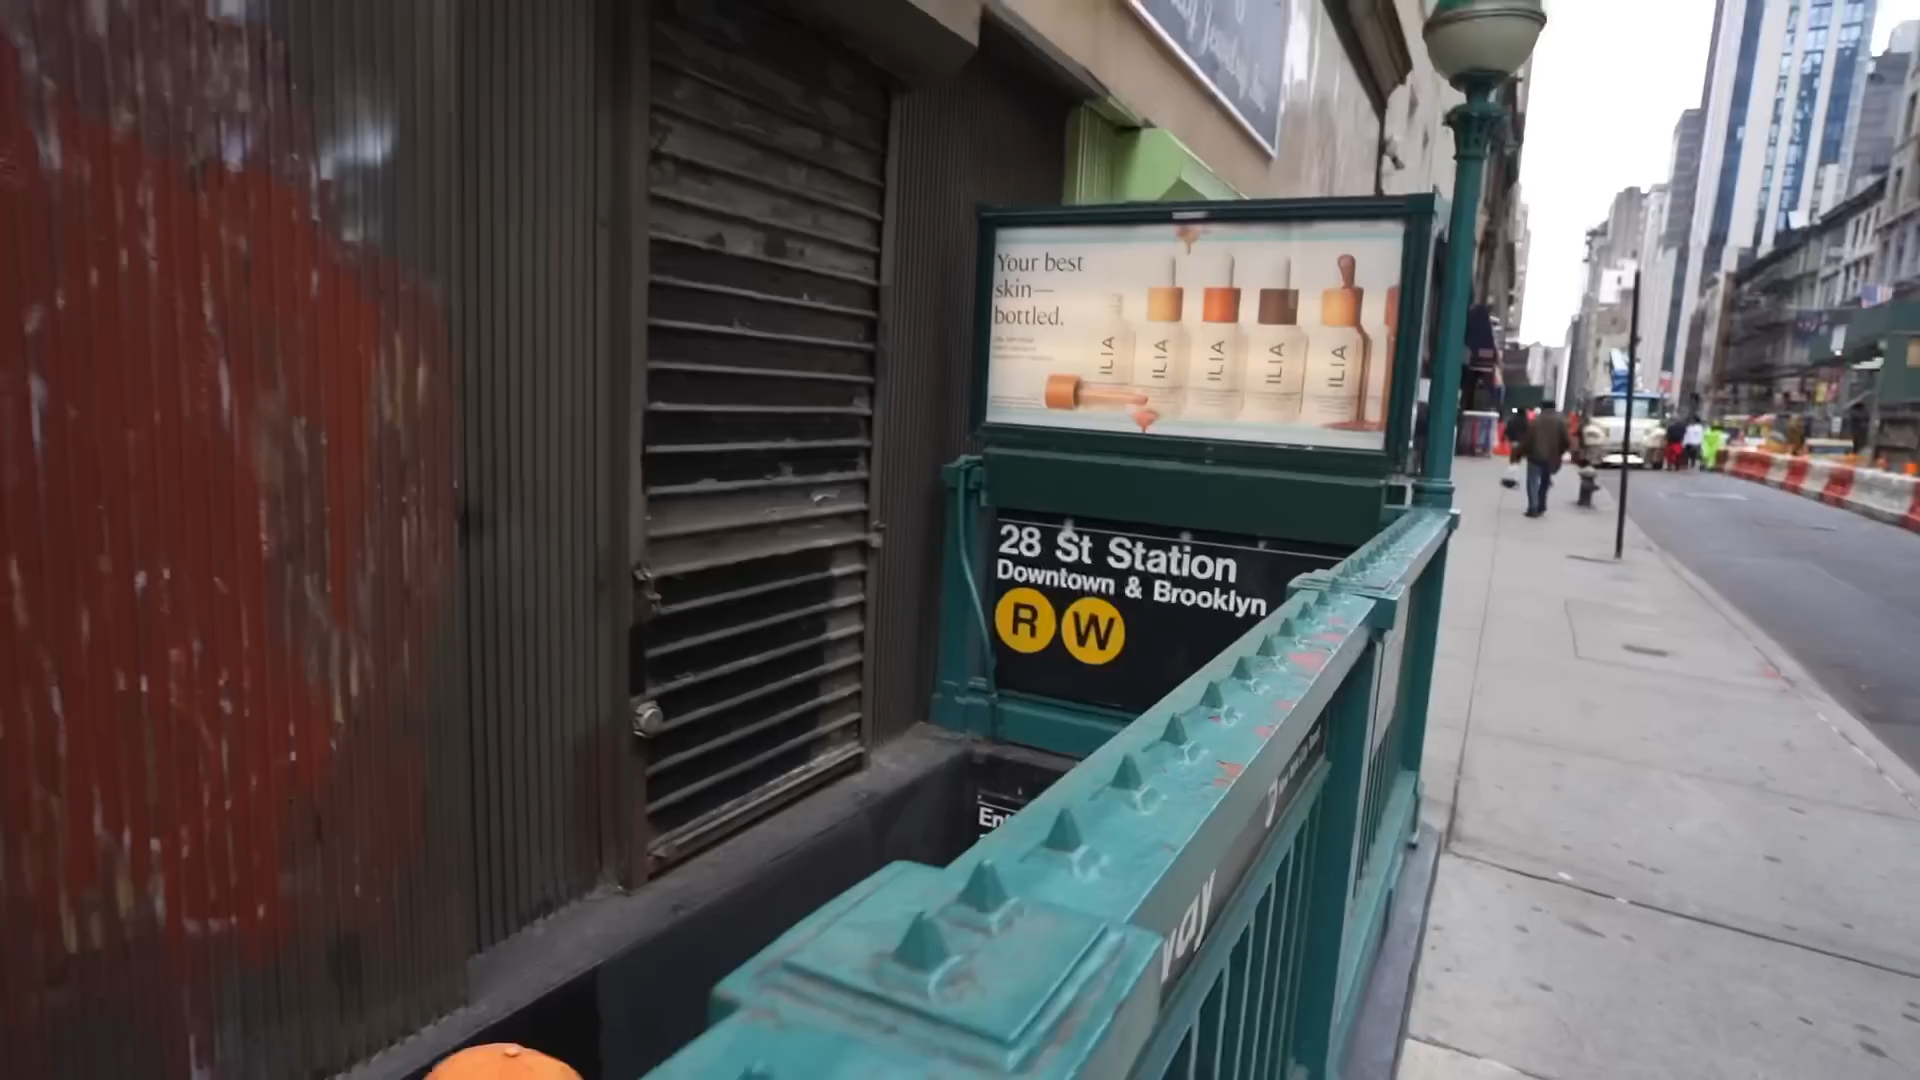 Your best
skin—
bottled.
ILIA
ILIA
ILIA
ILIA
ILIA
28 St Station
Downtown & Brooklyn
R W